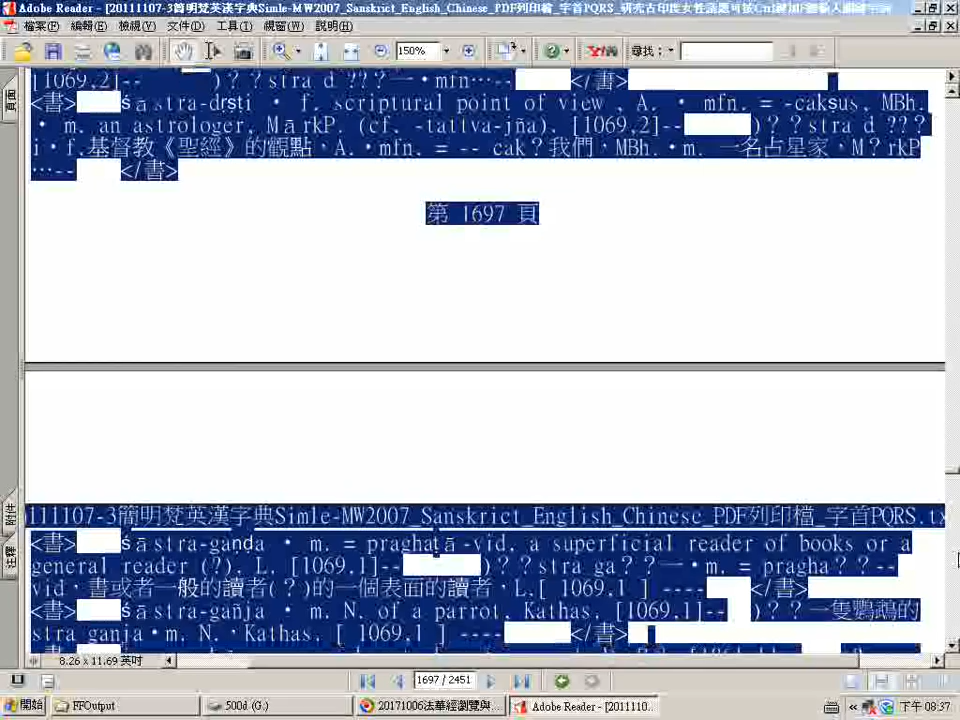 Adobe Reader - [20111107-3簡明梵英漢字典Simle-MW2007_Sanskrict_English_Chinese_PDF列印檔_字首PQRS_研究古印度女性議題可按Ctrl鍵加F
檔案(F) 編輯(E) 檢視(V) 文件(D) 工具(T) 視窗(W) 說明(H)
150% 尋找:
頁面
[1069,2]-- )？？stra d ???一‧mfn…-- </書>
<書> śāstra-dṛṣti ‧ f. scriptural point of view , A. ‧ mfn. = -cakṣus, MBh.
‧ m. an astrologer, MārkP. (cf. -tattva-jña). [1069,2]-- )？？stra d ???
i‧f.基督教《聖經》的觀點，A.‧mfn. = -- cak？我們，MBh.‧m. 一名占星家，M？rkP
…-- </書>
第 1697 頁
111107-3簡明梵英漢字典Simle-MW2007_Sanskrict_English_Chinese_PDF列印檔_字首PQRS.tx
附件
<書> śāstra-gaṇḍa ‧ m. = praghaṭā-vid, a superficial reader of books or a
general reader (?), L. [1069,1]-- )？？stra ga？？一‧m. = pragha？？--
vid，書或者一般的讀者(？)的一個表面的讀者，L.[ 1069,1 ] ---- </書>
註釋
<書> śāstra-gañja ‧ m. N. of a parrot, Kathas. [1069,1]-- )？？一隻鸚鵡的
stra ganja‧m. N.，Kathas. [ 1069,1 ] ---- </書>
8.26 x 11.69 英吋
1697 / 2451
開始 FFOutput 500d (G:) 20171006法華經瀏覽與... Adobe Reader - [2011110... 下午 08:37